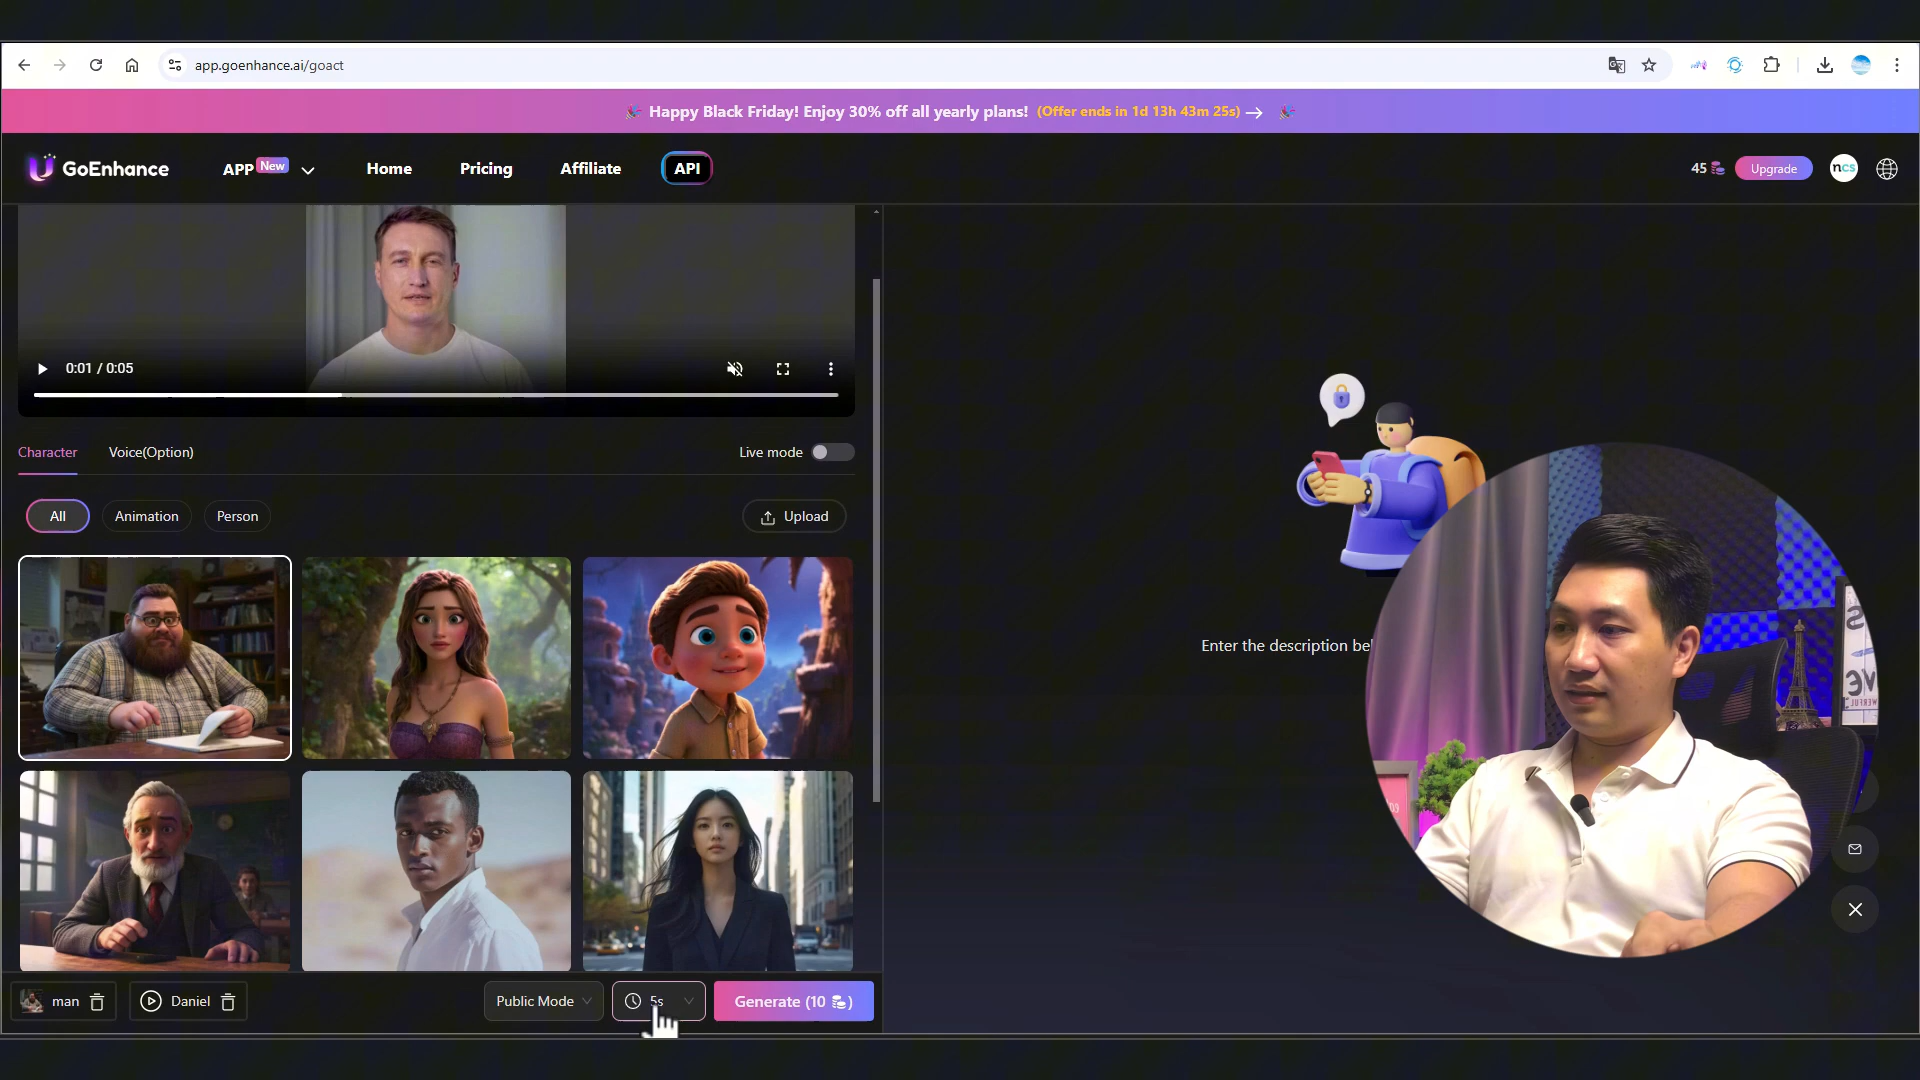 app.goenhance.ai/goact
Happy Black Friday! Enjoy 30% off all yearly plans! (Offer ends in 1d 13h 43m 25s) →
GoEnhance
APP New
Home
Pricing
Affiliate
API
45
Upgrade
ncs
0:01 / 0:05
Character
Voice(Option)
Live mode
All
Animation
Person
Upload
Enter the description bel
man
Daniel
Public Mode
5s
Generate (10 )